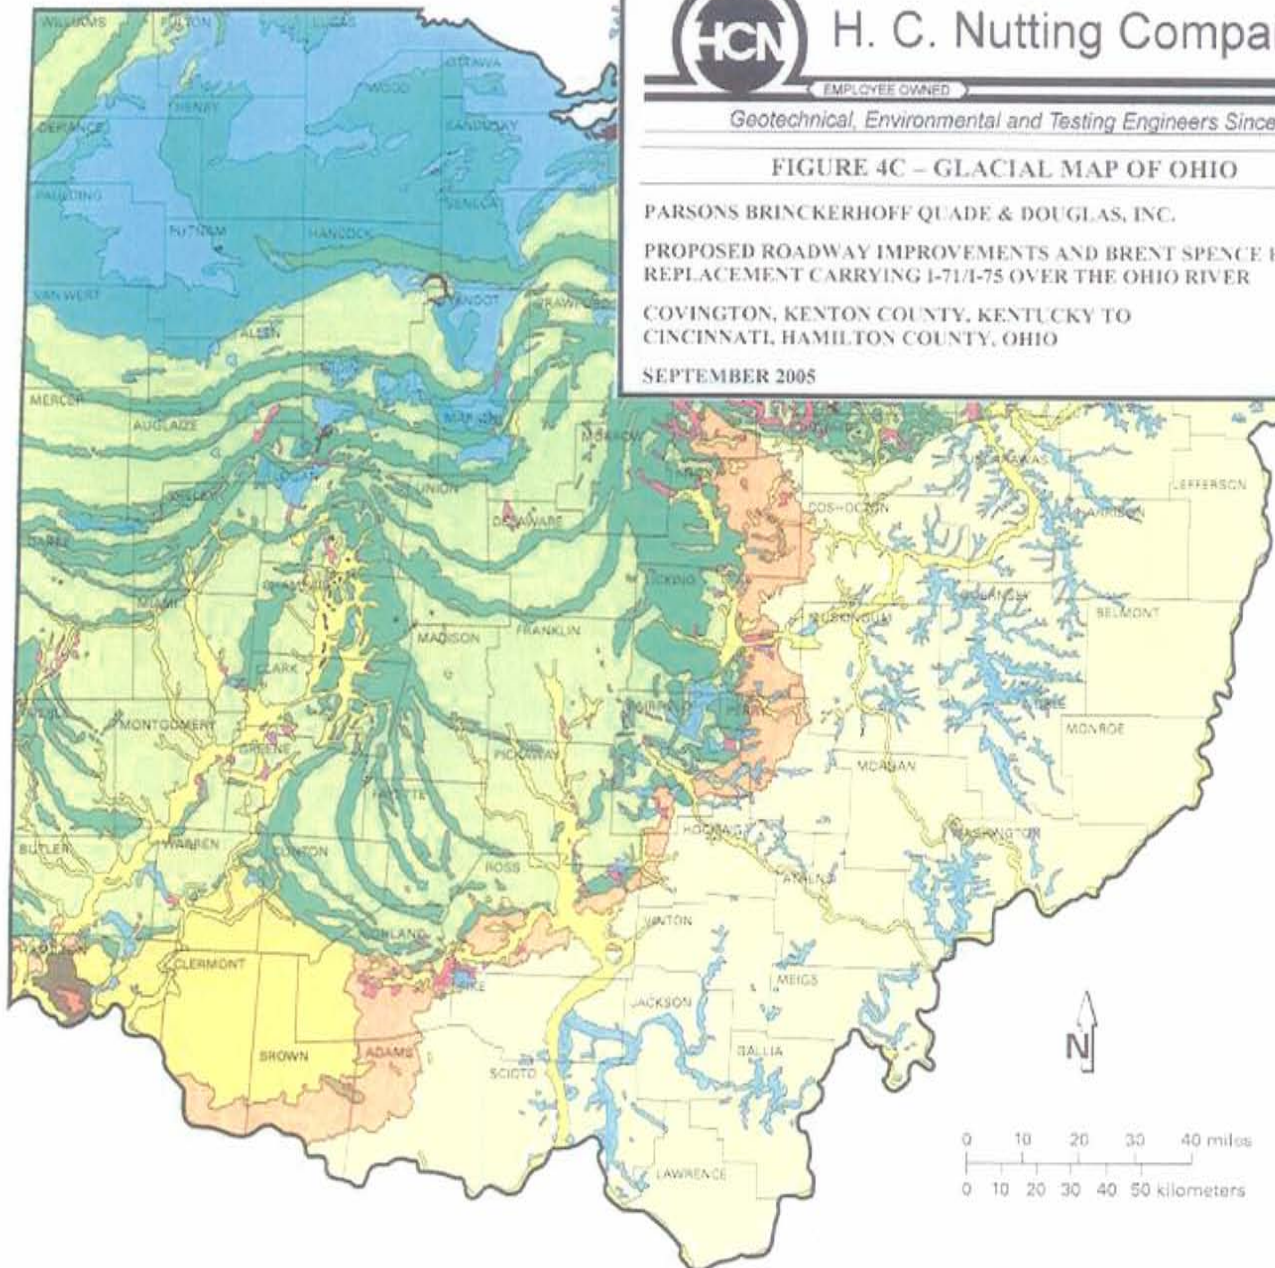 HCN
H. C. Nutting Compa
EMPLOYEE OWNED
Geotechnical, Environmental and Testing Engineers Since
FIGURE 4C – GLACIAL MAP OF OHIO
PARSONS BRINCKERHOFF QUADE & DOUGLAS, INC.
PROPOSED ROADWAY IMPROVEMENTS AND BRENT SPENCE
REPLACEMENT CARRYING I-71/I-75 OVER THE OHIO RIVER
COVINGTON, KENTON COUNTY, KENTUCKY TO
CINCINNATI, HAMILTON COUNTY, OHIO
SEPTEMBER 2005
WILLIAMS
FULTON
LUCAS
OTTAWA
WOOD
HENRY
DEFIANCE
SANDUSKY
PAULDING
SENECA
PUTNAM
HANCOCK
VAN WERT
WYANDOT
ALLEN
MERCER
AUGLAIZE
MARION
MORROW
UNION
DELAWARE
TUSCARAWAS
JEFFERSON
COSHOCTON
HARRISON
LICKING
GUERNSEY
BELMONT
MIAMI
MUSKINGUM
MADISON
FRANKLIN
CLARK
MONTGOMERY
GREENE
FAIRFIELD
PERRY
NOBLE
MONROE
PICKAWAY
MORGAN
FAYETTE
HOCKING
WASHINGTON
BUTLER
WARREN
CLINTON
ROSS
ATHENS
VINTON
HIGHLAND
CLERMONT
PIKE
MEIGS
JACKSON
BROWN
ADAMS
GALLIA
SCIOTO
LAWRENCE
N
0 10 20 30 40 miles
0 10 20 30 40 50 kilometers